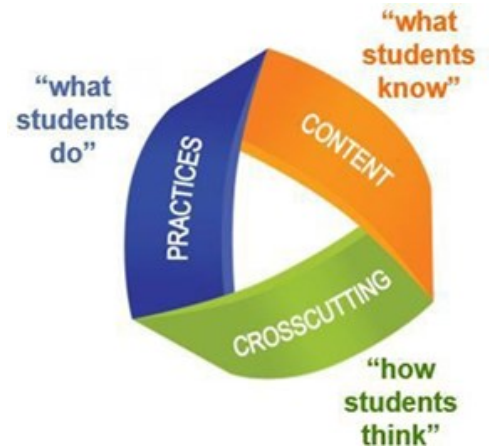 “what
students
do”
PRACTICES
“what
students
know”
CONTENT
CROSSCUTTING
“how
students
think”